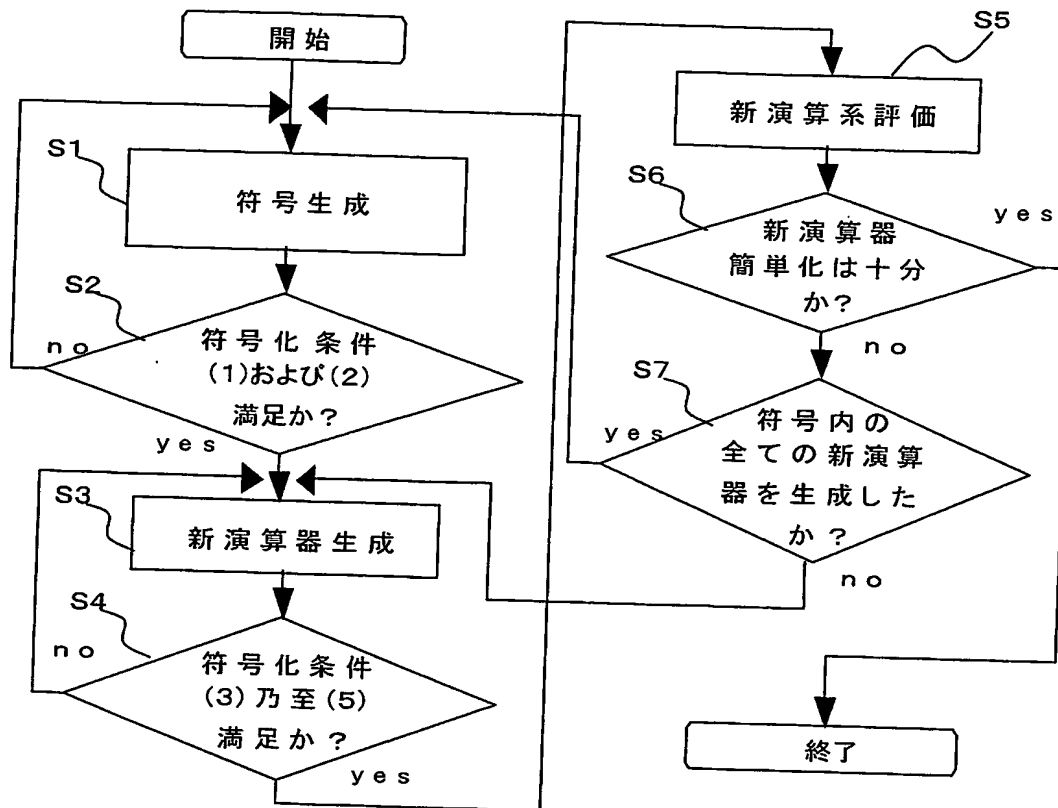 開始
S1
符号生成
S2
no
符号化条件
(1)および(2)
満足か?
yes
S3
新演算器生成
S4
no
符号化条件
(3)乃至(5)
満足か?
yes
S5
新演算系評価
S6
yes
新演算器
簡単化は十分
か?
no
S7
yes
符号内の
全ての新演算
器を生成した
か?
no
終了